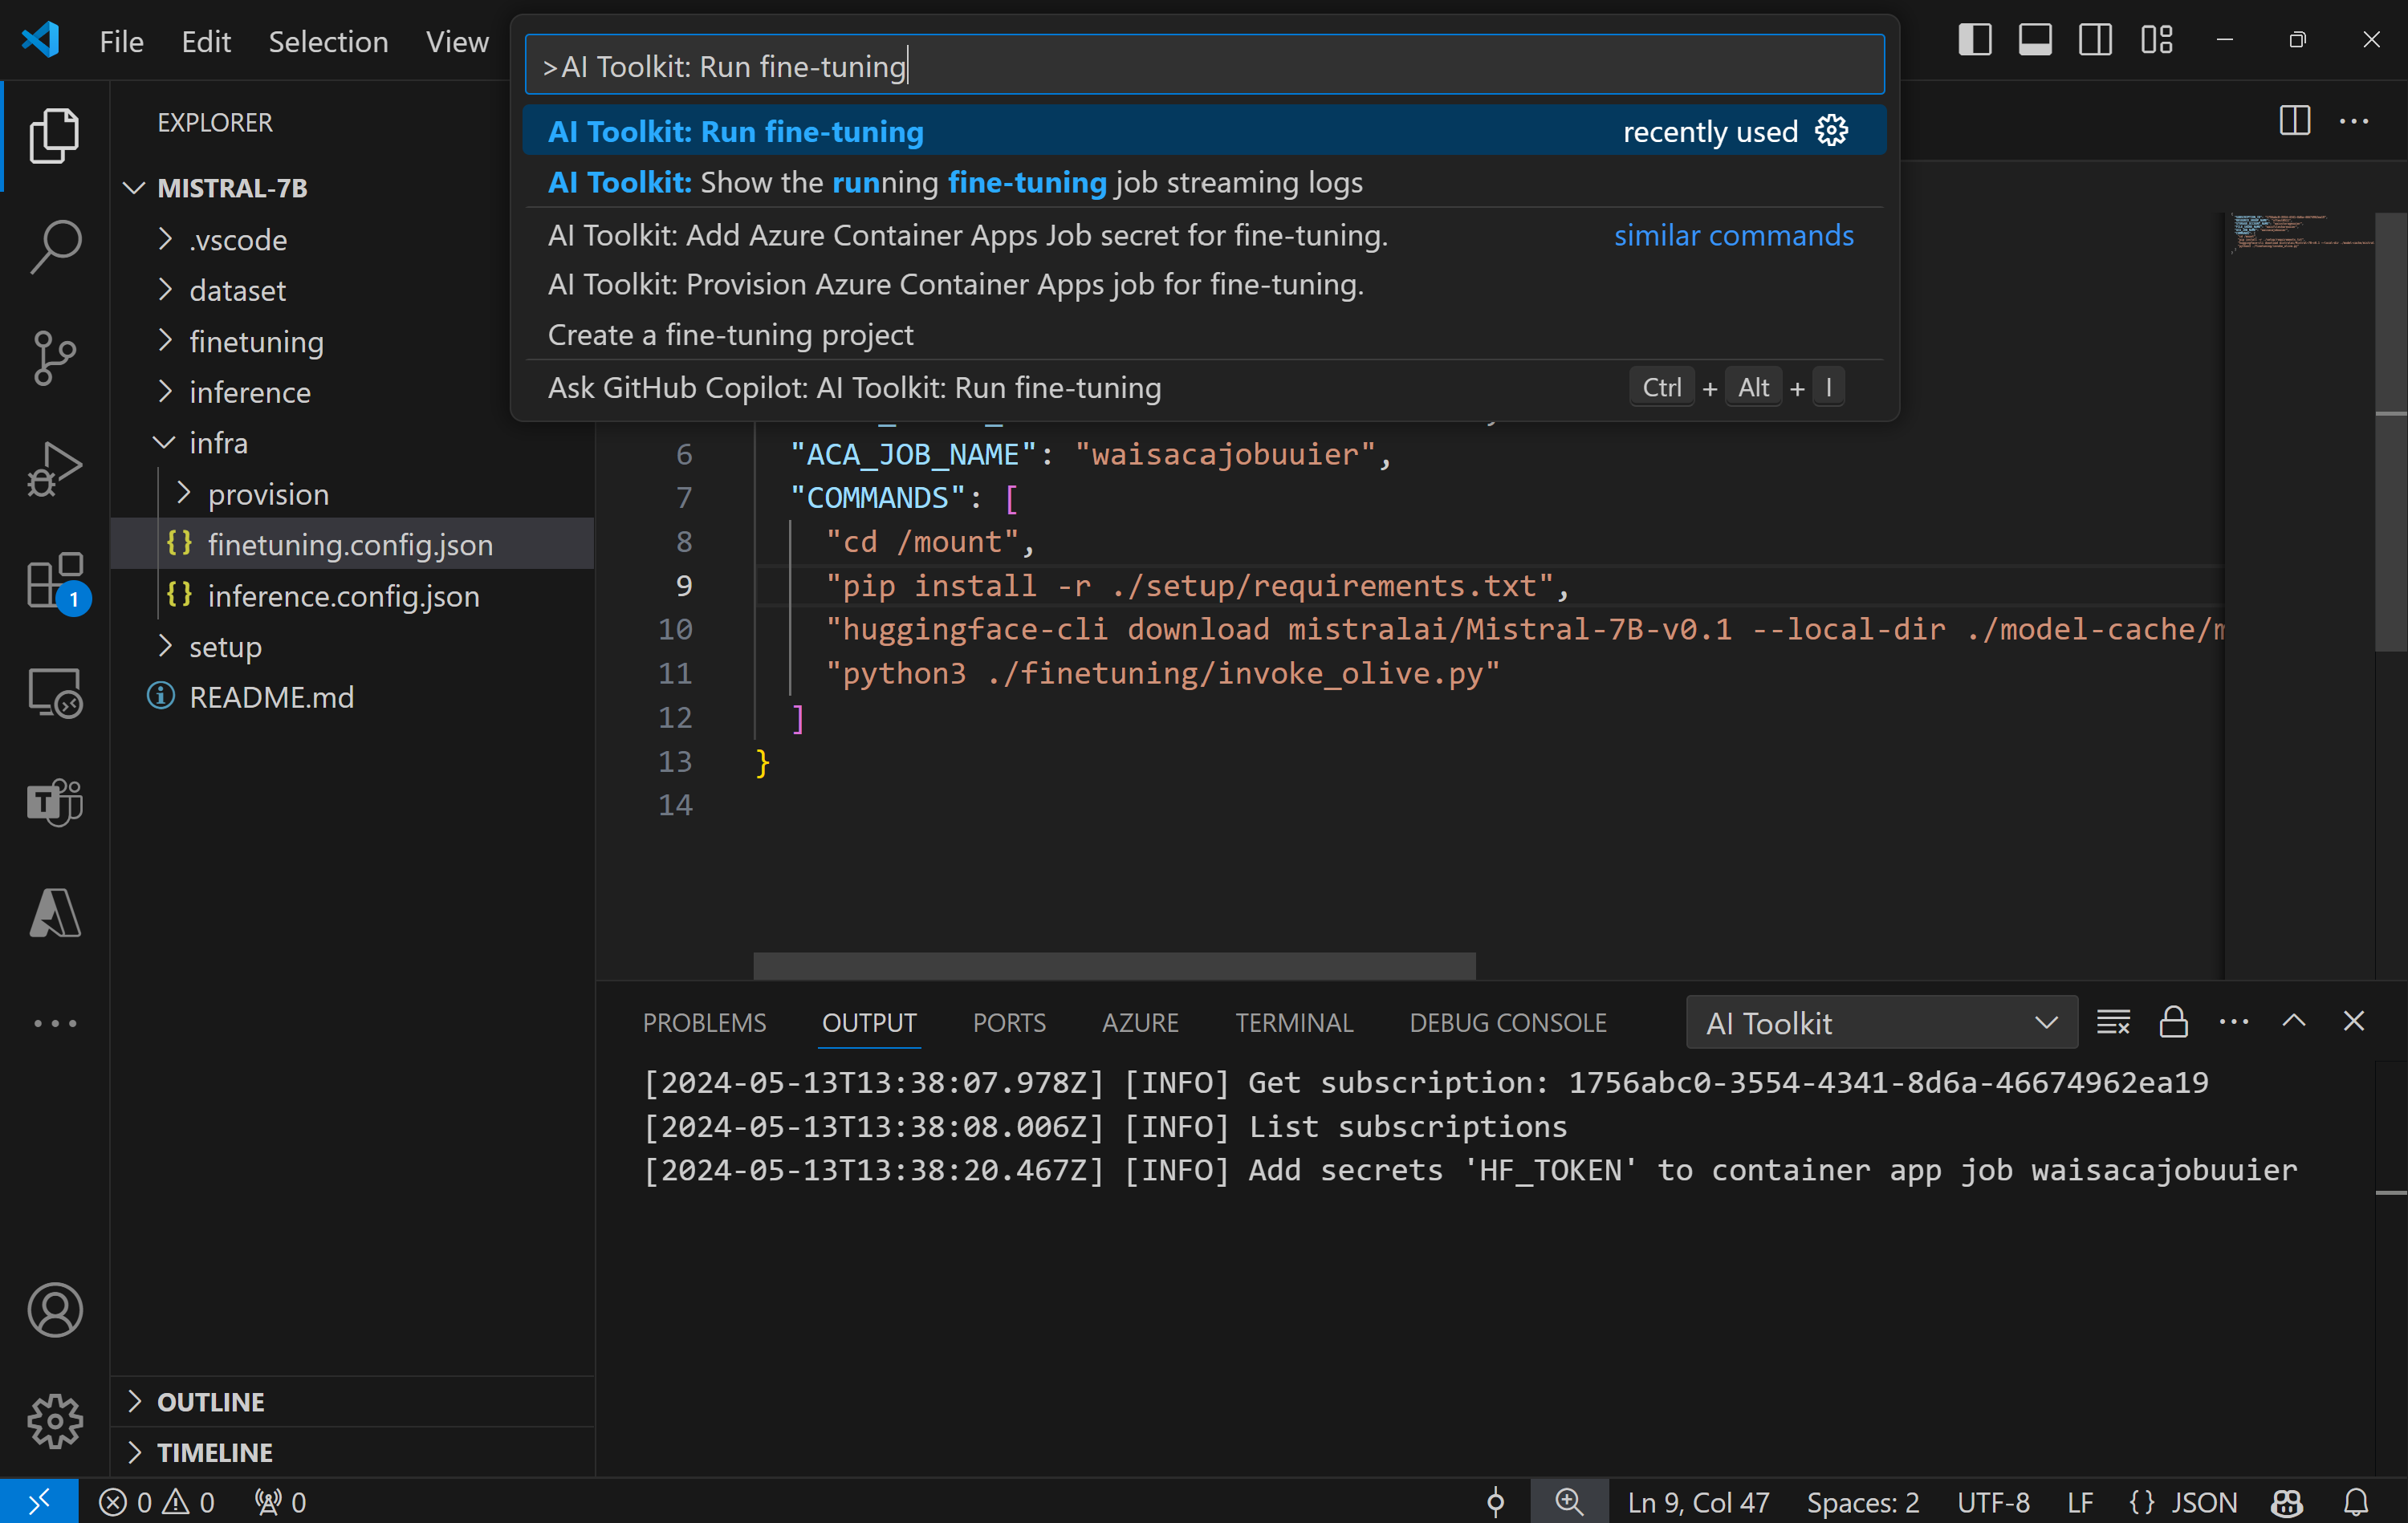 File Edit Selection View
>AI Toolkit: Run fine-tuning
AI Toolkit: Run fine-tuning recently used
AI Toolkit: Show the running fine-tuning job streaming logs
AI Toolkit: Add Azure Container Apps Job secret for fine-tuning. similar commands
AI Toolkit: Provision Azure Container Apps job for fine-tuning.
Create a fine-tuning project
Ask GitHub Copilot: AI Toolkit: Run fine-tuning Ctrl + Alt + I
EXPLORER
MISTRAL-7B
.vscode
dataset
finetuning
inference
infra
provision
finetuning.config.json
inference.config.json
setup
README.md
OUTLINE
TIMELINE
1
6 "ACA_JOB_NAME": "waisacajobuuier",
7 "COMMANDS": [
8 "cd /mount",
9 "pip install -r ./setup/requirements.txt",
10 "huggingface-cli download mistralai/Mistral-7B-v0.1 --local-dir ./model-cache/m
11 "python3 ./finetuning/invoke_olive.py"
12 ]
13 }
14
PROBLEMS OUTPUT PORTS AZURE TERMINAL DEBUG CONSOLE AI Toolkit
[2024-05-13T13:38:07.978Z] [INFO] Get subscription: 1756abc0-3554-4341-8d6a-46674962ea19
[2024-05-13T13:38:08.006Z] [INFO] List subscriptions
[2024-05-13T13:38:20.467Z] [INFO] Add secrets 'HF_TOKEN' to container app job waisacajobuuier
0 0 0 Ln 9, Col 47 Spaces: 2 UTF-8 LF {} JSON